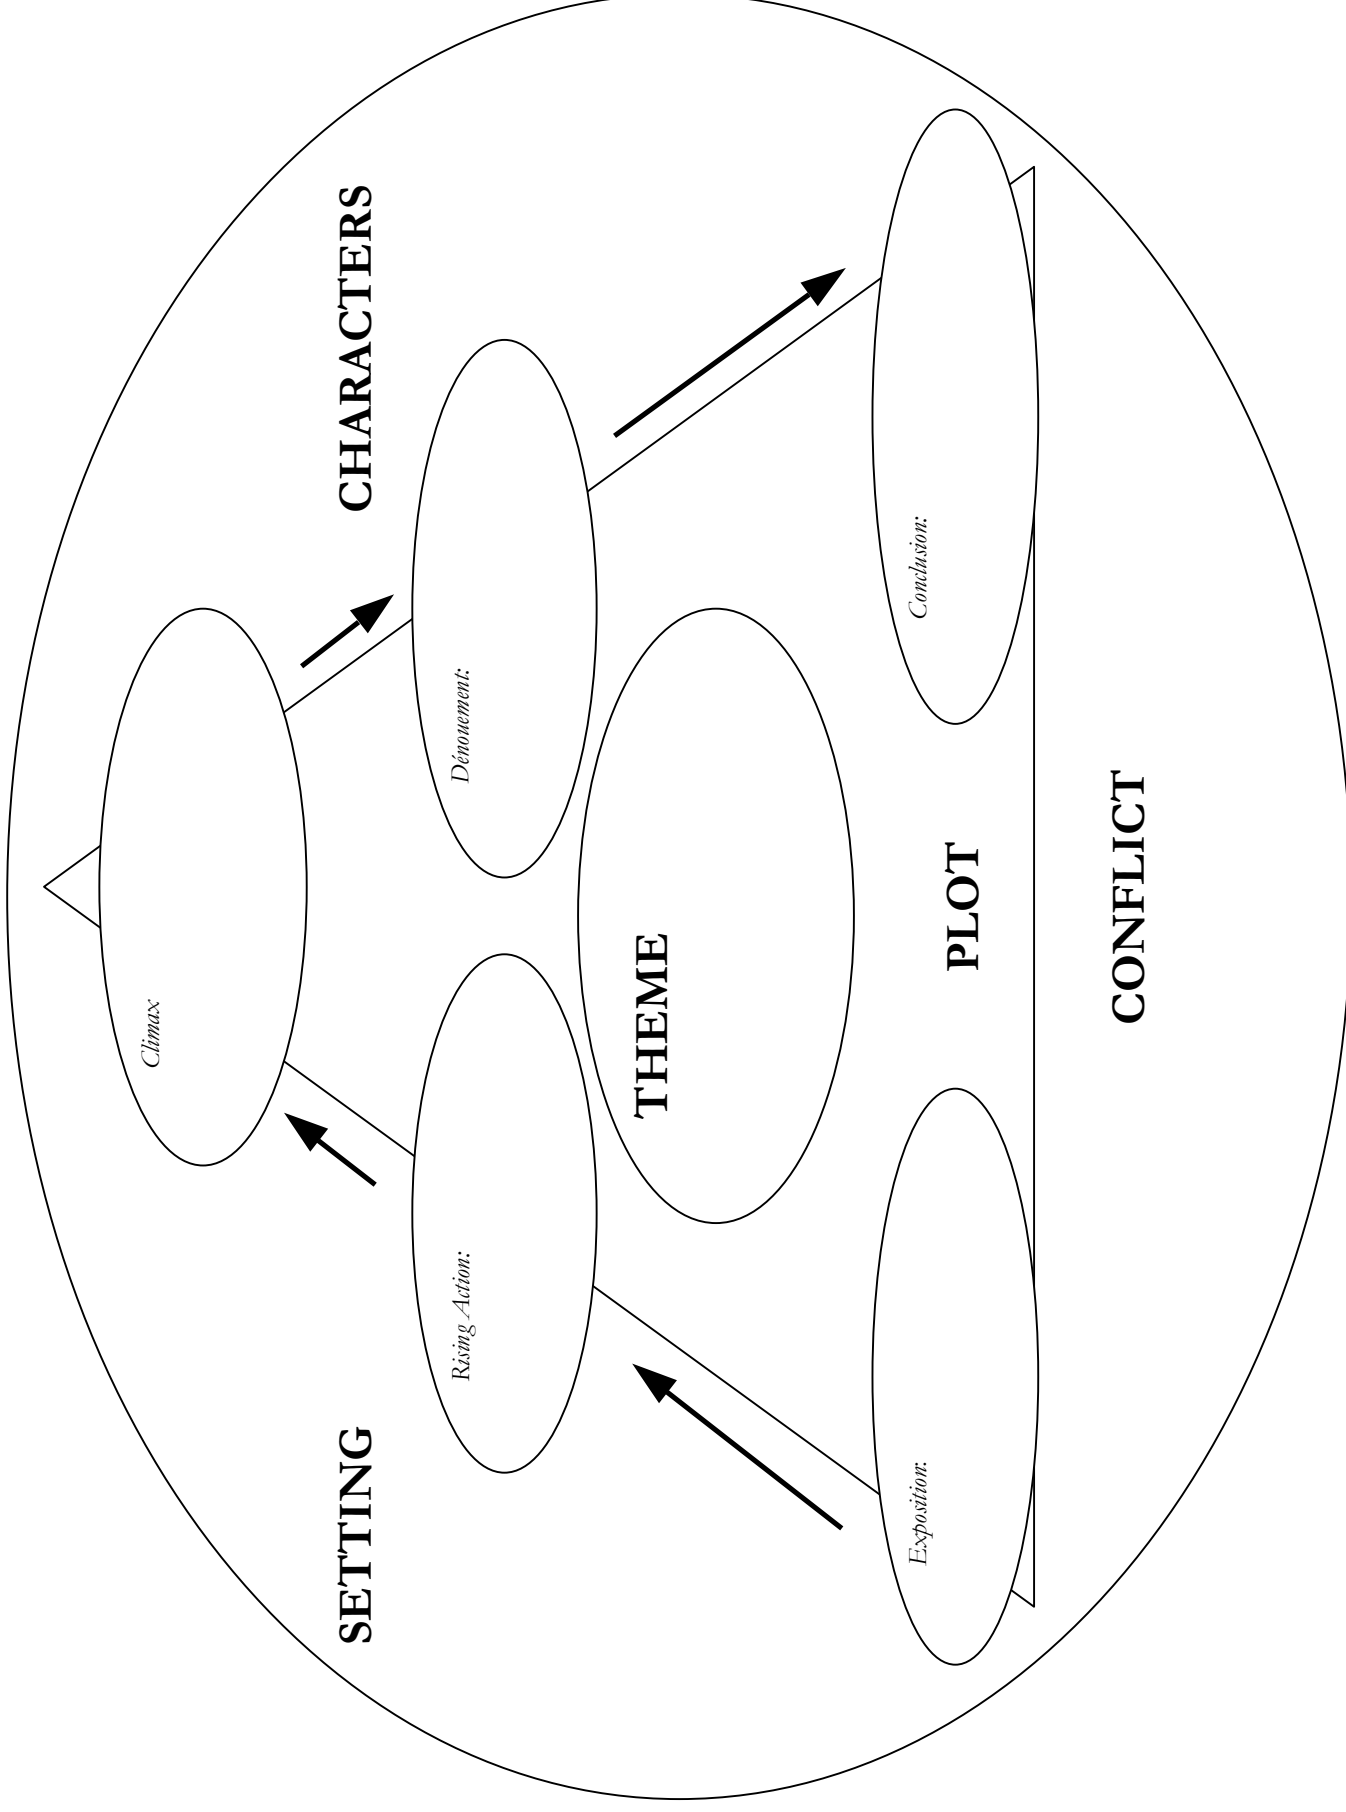 Climax
SETTING
CHARACTERS
Rising Action:
Dénouement:
THEME
Exposition:
Conclusion:
PLOT
CONFLICT